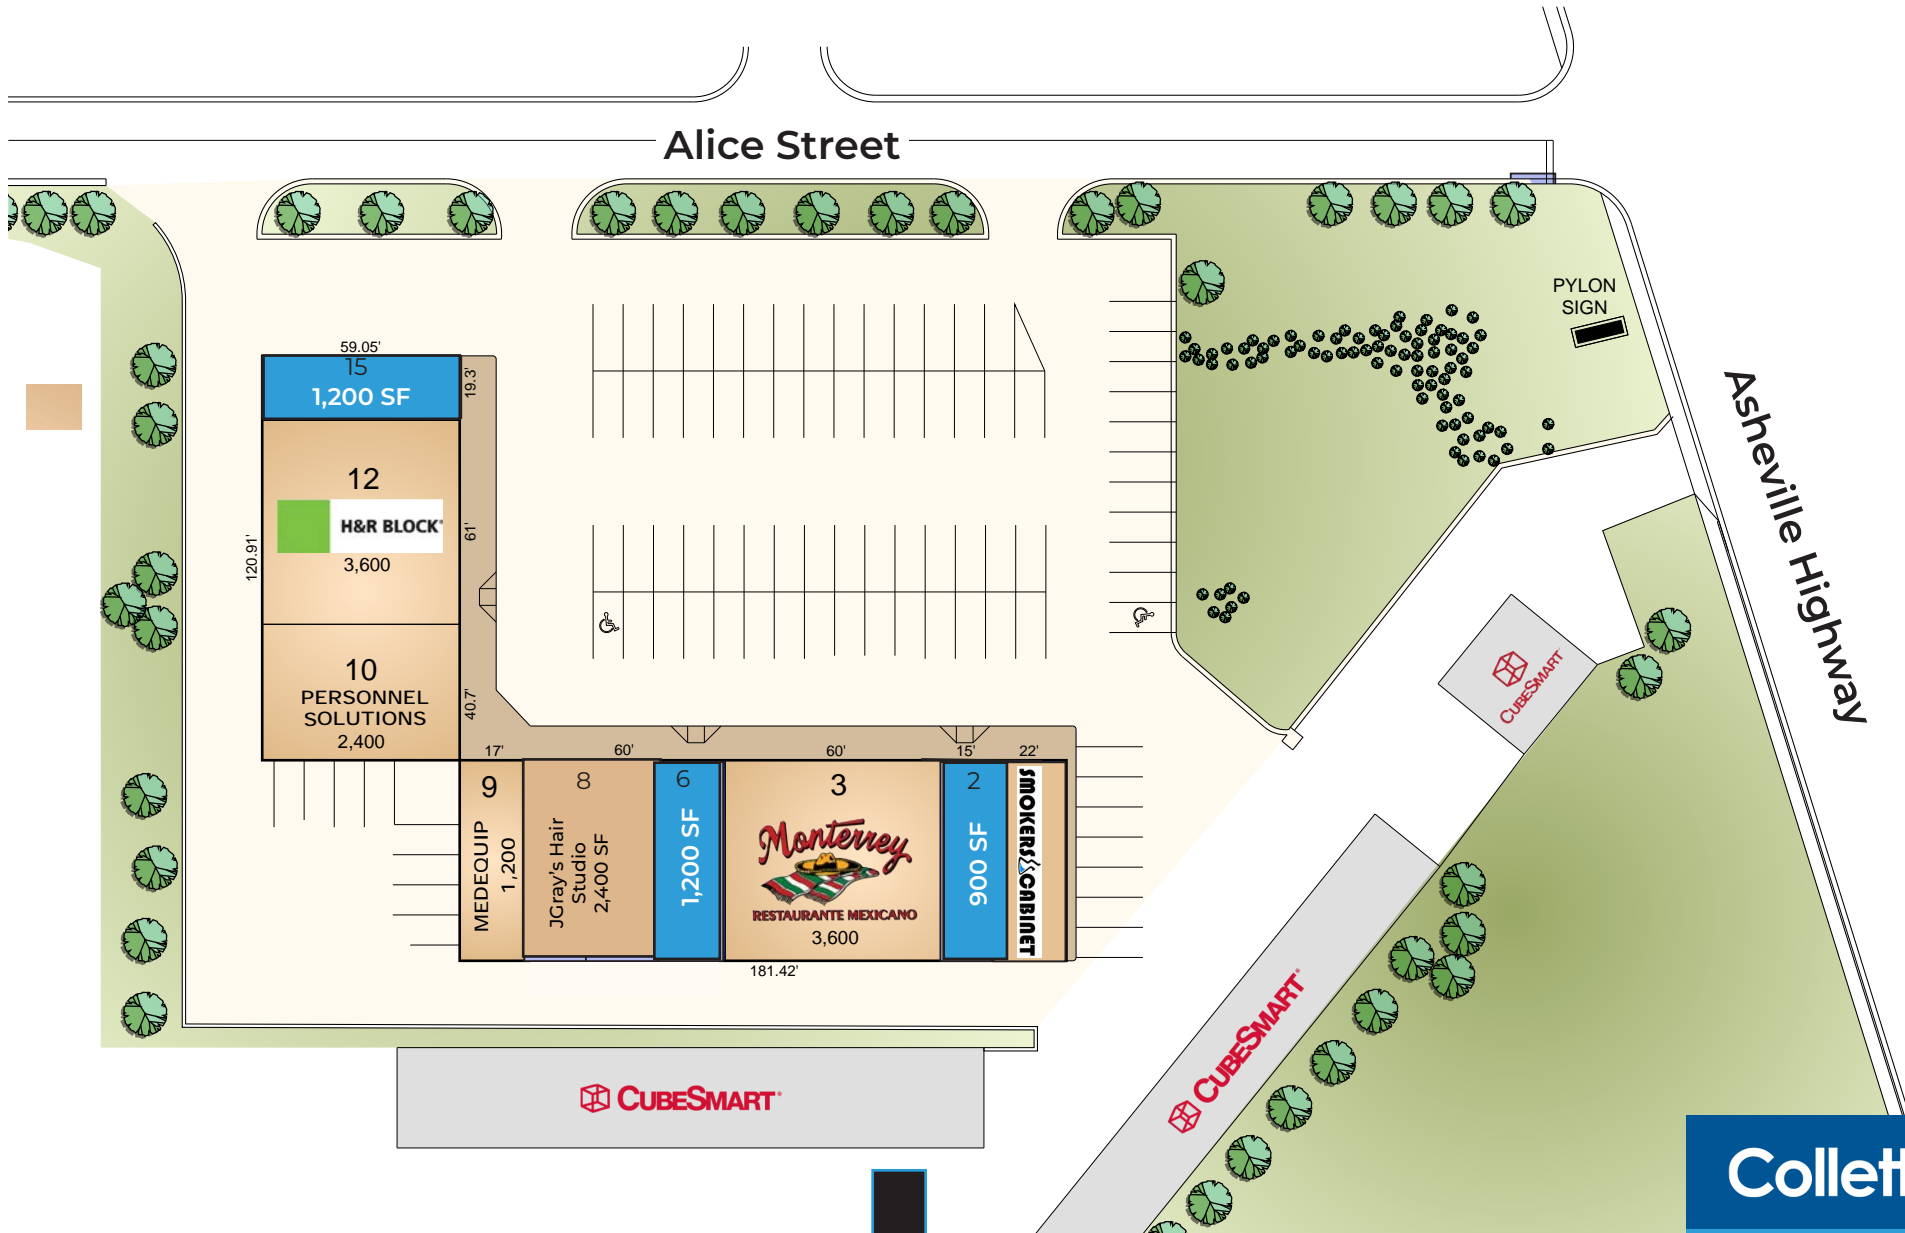 Alice Street
PYLON
SIGN
Asheville Highway
59.05'
15
1,200 SF
19.3'
12
H&R BLOCK
3,600
61'
120.91'
10
PERSONNEL
SOLUTIONS
2,400
40.7'
17'
60'
60'
15'
22'
9
MEDEQUIP
1,200
8
JGray's Hair
Studio
2,400 SF
6
1,200 SF
3
Monterrey
RESTAURANTE MEXICANO
3,600
2
900 SF
SMOKERS CABINET
181.42'
CUBESMART
CUBESMART
CUBESMART